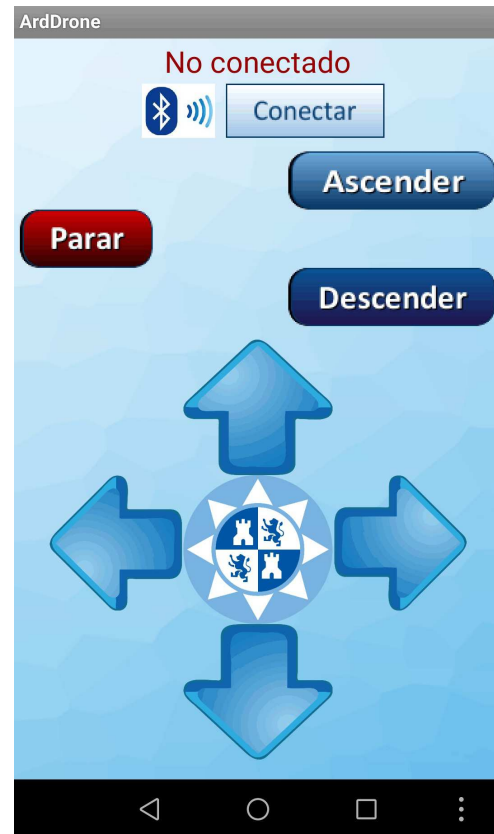 ArdDrone
No conectado
Conectar
Ascender
Parar
Descender